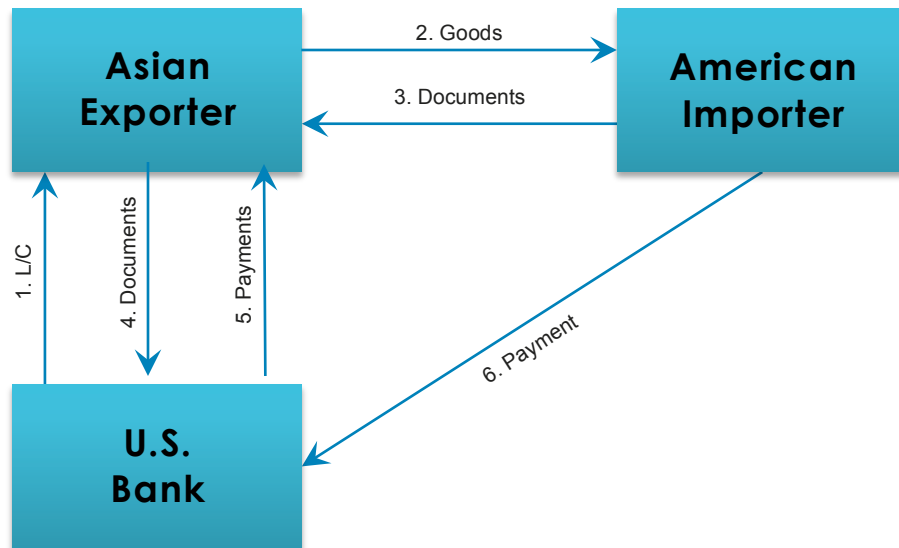 Asian
Exporter
2. Goods
3. Documents
American
Importer
1. L/C
4. Documents
5. Payments
6. Payment
U.S.
Bank